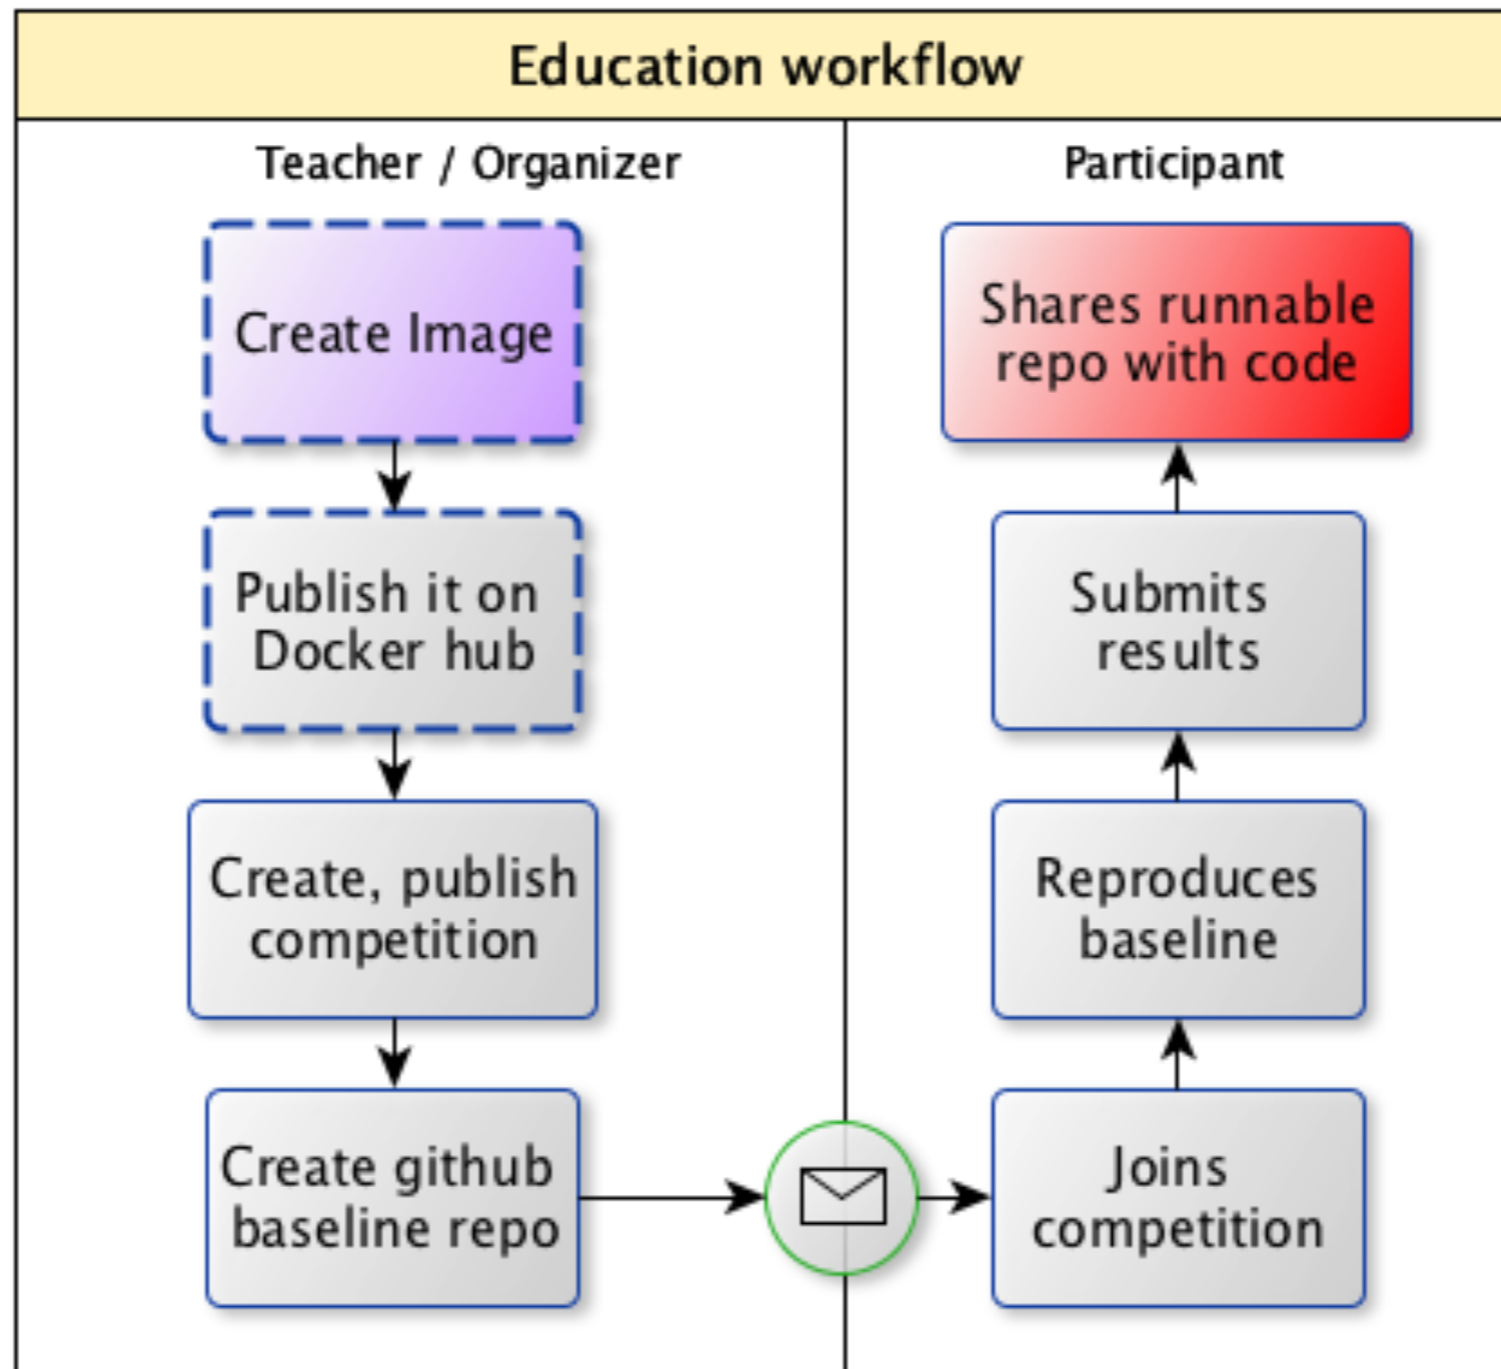 Education workflow
Teacher / Organizer
Create Image
Publish it on
Docker hub
Create, publish
competition
Create github
baseline repo
Participant
Shares runnable
repo with code
Submits
results
Reproduces
baseline
Joins
competition